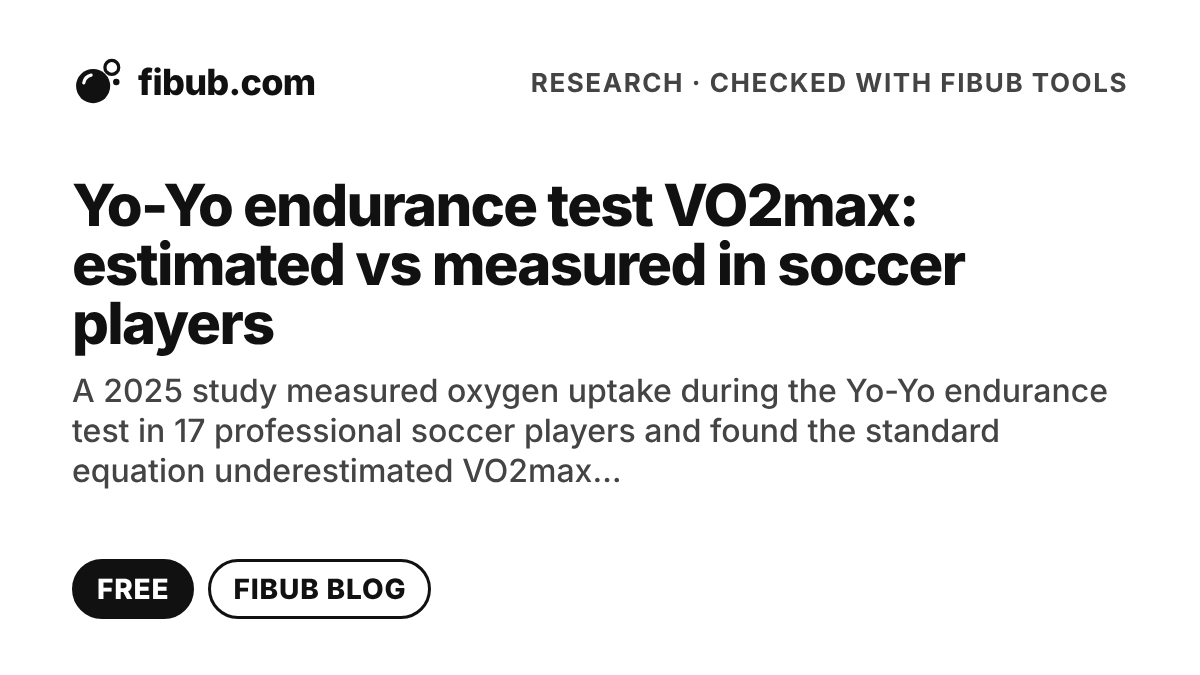 fibub.com
RESEARCH · CHECKED WITH FIBUB TOOLS
Yo-Yo endurance test VO2max:
estimated vs measured in soccer
players
A 2025 study measured oxygen uptake during the Yo-Yo endurance
test in 17 professional soccer players and found the standard
equation underestimated VO2max...
FREE
FIBUB BLOG